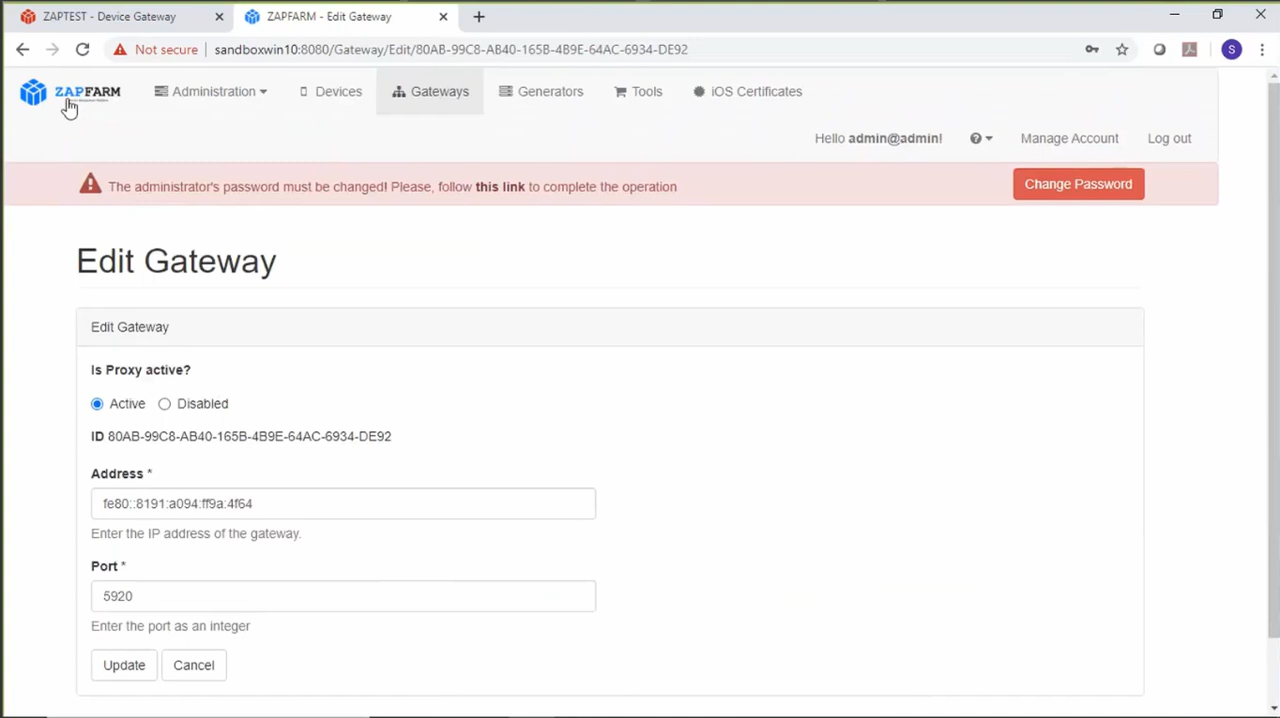 ZAPTEST - Device Gateway
ZAPFARM - Edit Gateway
Not secure
sandboxwin10:8080/Gateway/Edit/80AB-99C8-AB40-165B-4B9E-64AC-6934-DE92
S
ZAPFARM
Administration
Devices
Gateways
Generators
Tools
iOS Certificates
Hello admin@admin!
Manage Account
Log out
The administrator's password must be changed! Please, follow this link to complete the operation
Change Password
Edit Gateway
Edit Gateway
Is Proxy active?
Active
Disabled
ID 80AB-99C8-AB40-165B-4B9E-64AC-6934-DE92
Address *
fe80::8191:a094:ff9a:4f64
Enter the IP address of the gateway.
Port *
5920
Enter the port as an integer
Update
Cancel